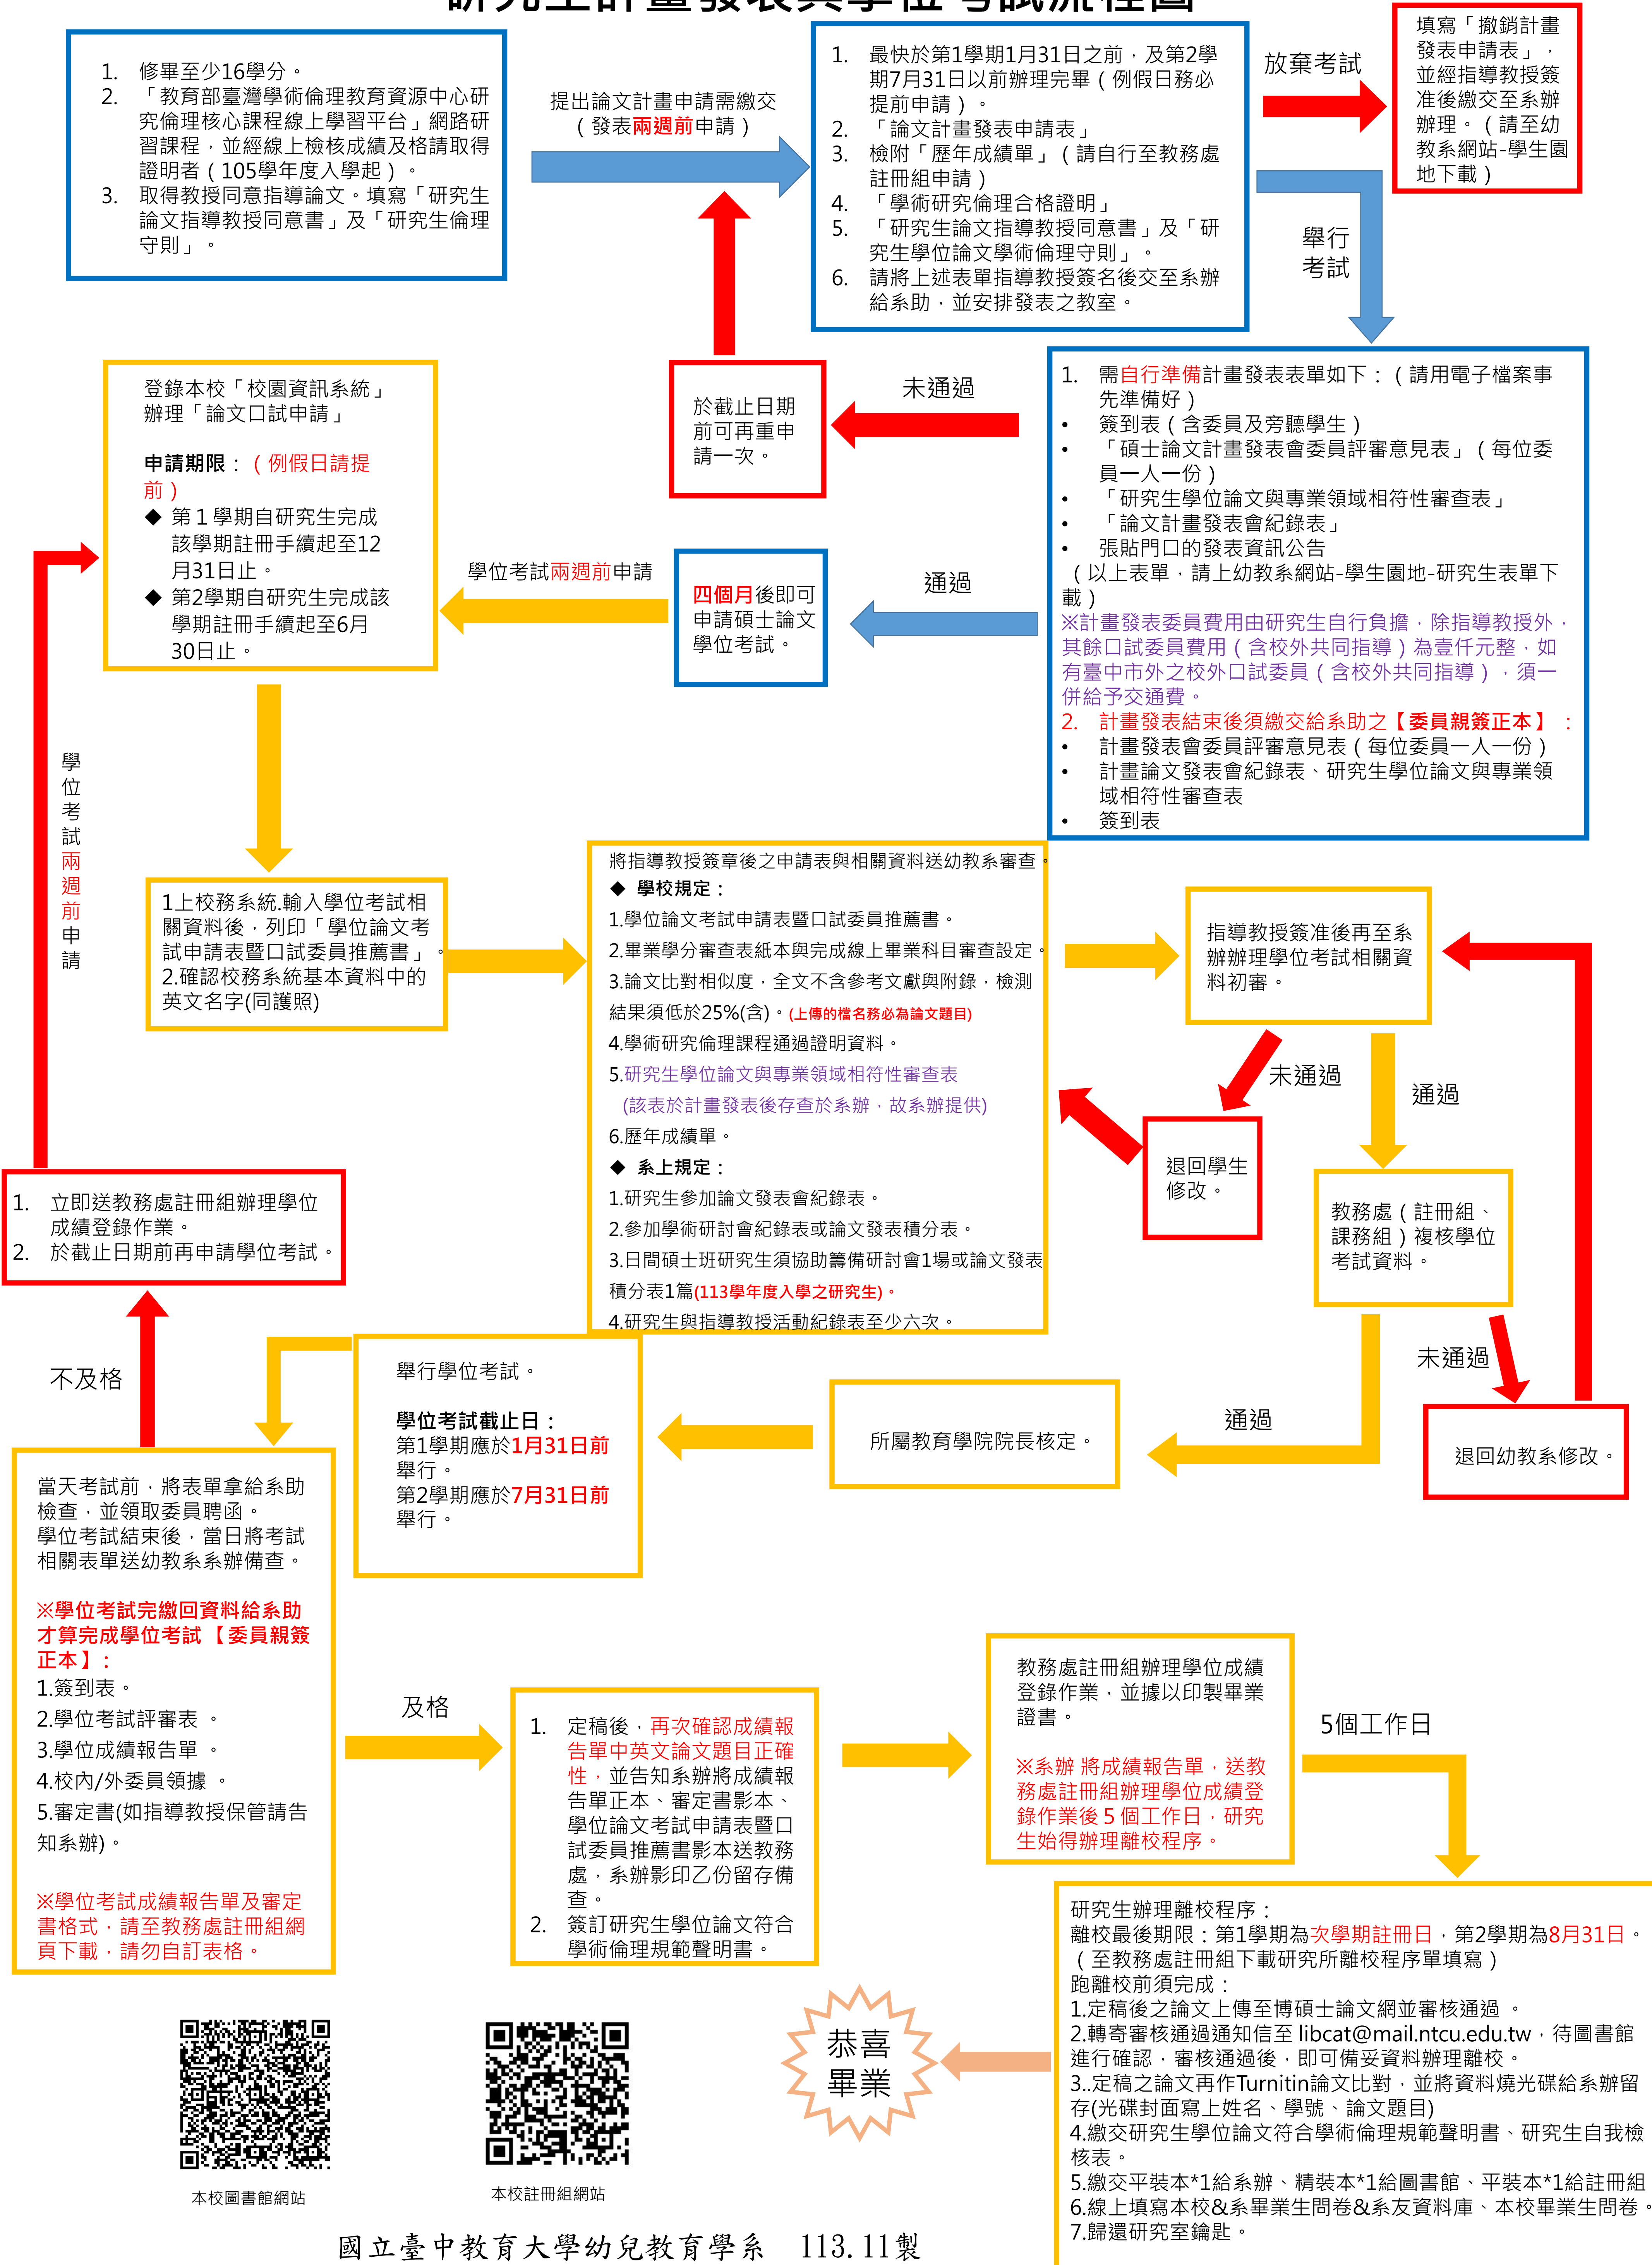 研究生計畫發表與學位考試流程圖
1. 修畢至少16學分。
2. 「教育部臺灣學術倫理教育資源中心研
究倫理核心課程線上學習平台」網路研
習課程，並經線上檢核成績及格請取得
證明者（105學年度入學起）。
3. 取得教授同意指導論文。填寫「研究生
論文指導教授同意書」及「研究生倫理
守則」。
提出論文計畫申請需繳交
（發表兩週前申請）
1. 最快於第1學期1月31日之前，及第2學
期7月31日以前辦理完畢（例假日務必
提前申請）。
2. 「論文計畫發表申請表」
3. 檢附「歷年成績單」（請自行至教務處
註冊組申請）
4. 「學術研究倫理合格證明」
5. 「研究生論文指導教授同意書」及「研
究生學位論文學術倫理守則」。
6. 請將上述表單指導教授簽名後交至系辦
給系助，並安排發表之教室。
放棄考試
填寫「撤銷計畫
發表申請表」，
並經指導教授簽
准後繳交至系辦
辦理。（請至幼
教系網站-學生園
地下載）
舉行
考試
1. 需自行準備計畫發表表單如下：（請用電子檔案事
先準備好）
• 簽到表（含委員及旁聽學生）
• 「碩士論文計畫發表會委員評審意見表」（每位委
員一人一份）
• 「研究生學位論文與專業領域相符性審查表」
• 「論文計畫發表會紀錄表」
• 張貼門口的發表資訊公告
（以上表單，請上幼教系網站-學生園地-研究生表單下
載）
※計畫發表委員費用由研究生自行負擔，除指導教授外，
其餘口試委員費用（含校外共同指導）為壹仟元整，如
有臺中市外之校外口試委員（含校外共同指導），須一
併給予交通費。
2. 計畫發表結束後須繳交給系助之【委員親簽正本】：
• 計畫發表會委員評審意見表（每位委員一人一份）
• 計畫論文發表會紀錄表、研究生學位論文與專業領
域相符性審查表
• 簽到表
未通過
於截止日期
前可再重申
請一次。
通過
四個月後即可
申請碩士論文
學位考試。
學位考試兩週前申請
登錄本校「校園資訊系統」
辦理「論文口試申請」
申請期限：（例假日請提
前）
◆ 第１學期自研究生完成
該學期註冊手續起至12
月31日止。
◆ 第2學期自研究生完成該
學期註冊手續起至6月
30日止。
學位考試兩週前申請
1上校務系統.輸入學位考試相
關資料後，列印「學位論文考
試申請表暨口試委員推薦書」。
2.確認校務系統基本資料中的
英文名字(同護照)
將指導教授簽章後之申請表與相關資料送幼教系審查。
◆ 學校規定：
1.學位論文考試申請表暨口試委員推薦書。
2.畢業學分審查表紙本與完成線上畢業科目審查設定。
3.論文比對相似度，全文不含參考文獻與附錄，檢測
結果須低於25%(含)。(上傳的檔名務必為論文題目)
4.學術研究倫理課程通過證明資料。
5.研究生學位論文與專業領域相符性審查表
(該表於計畫發表後存查於系辦，故系辦提供)
6.歷年成績單。
◆ 系上規定：
1.研究生參加論文發表會紀錄表。
2.參加學術研討會紀錄表或論文發表積分表。
3.日間碩士班研究生須協助籌備研討會1場或論文發表
積分表1篇(113學年度入學之研究生)。
4.研究生與指導教授活動紀錄表至少六次。
指導教授簽准後再至系
辦辦理學位考試相關資
料初審。
未通過
通過
退回學生
修改。
教務處（註冊組、
課務組）複核學位
考試資料。
未通過
通過
退回幼教系修改。
所屬教育學院院長核定。
舉行學位考試。
學位考試截止日：
第1學期應於1月31日前
舉行。
第2學期應於7月31日前
舉行。
1. 立即送教務處註冊組辦理學位
成績登錄作業。
2. 於截止日期前再申請學位考試。
不及格
當天考試前，將表單拿給系助
檢查，並領取委員聘函。
學位考試結束後，當日將考試
相關表單送幼教系系辦備查。
※學位考試完繳回資料給系助
才算完成學位考試【委員親簽
正本】：
1.簽到表。
2.學位考試評審表 。
3.學位成績報告單 。
4.校內/外委員領據 。
5.審定書(如指導教授保管請告
知系辦)。
※學位考試成績報告單及審定
書格式，請至教務處註冊組網
頁下載，請勿自訂表格。
及格
1. 定稿後，再次確認成績報
告單中英文論文題目正確
性，並告知系辦將成績報
告單正本、審定書影本、
學位論文考試申請表暨口
試委員推薦書影本送教務
處，系辦影印乙份留存備
查。
2. 簽訂研究生學位論文符合
學術倫理規範聲明書。
教務處註冊組辦理學位成績
登錄作業，並據以印製畢業
證書。
※系辦 將成績報告單，送教
務處註冊組辦理學位成績登
錄作業後５個工作日，研究
生始得辦理離校程序。
5個工作日
研究生辦理離校程序：
離校最後期限：第1學期為次學期註冊日，第2學期為8月31日。
（至教務處註冊組下載研究所離校程序單填寫）
跑離校前須完成：
1.定稿後之論文上傳至博碩士論文網並審核通過 。
2.轉寄審核通過通知信至 libcat@mail.ntcu.edu.tw，待圖書館
進行確認，審核通過後，即可備妥資料辦理離校。
3..定稿之論文再作Turnitin論文比對，並將資料燒光碟給系辦留
存(光碟封面寫上姓名、學號、論文題目)
4.繳交研究生學位論文符合學術倫理規範聲明書、研究生自我檢
核表。
5.繳交平裝本*1給系辦、精裝本*1給圖書館、平裝本*1給註冊組
6.線上填寫本校&系畢業生問卷&系友資料庫、本校畢業生問卷。
7.歸還研究室鑰匙。
恭喜
畢業
本校圖書館網站
本校註冊組網站
國立臺中教育大學幼兒教育學系 113.11製